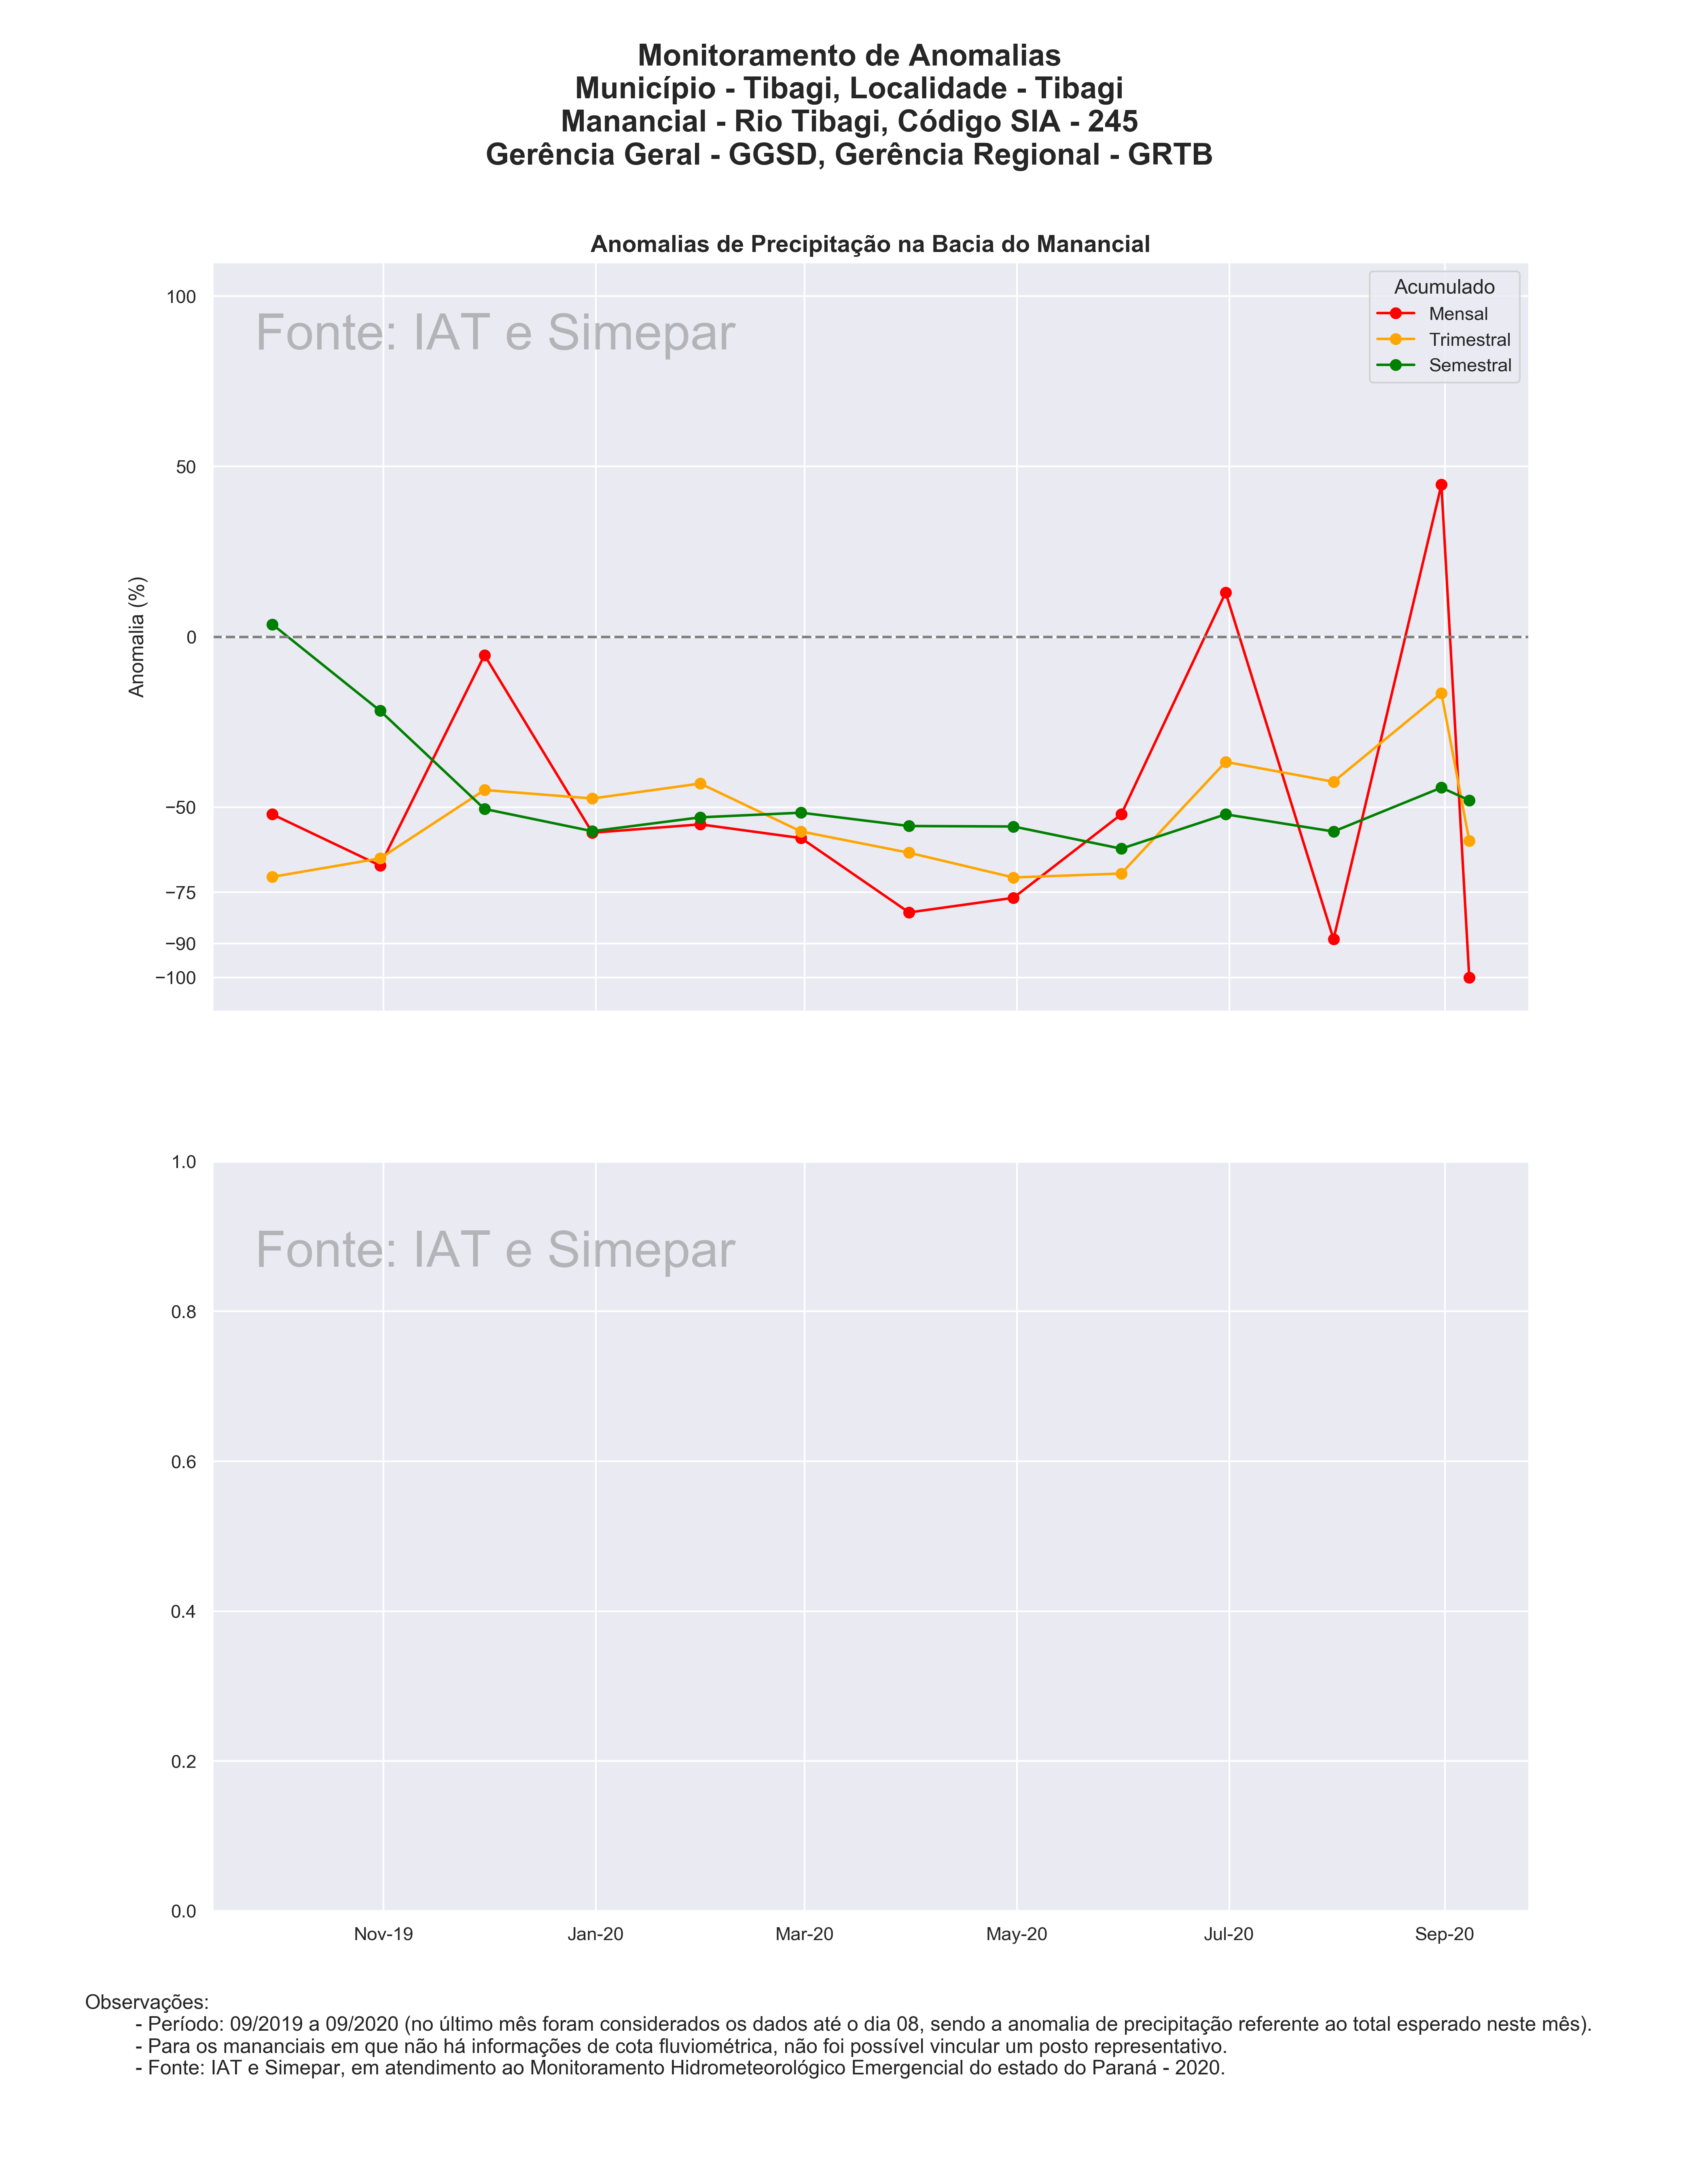 Monitoramento de Anomalias
Município - Tibagi, Localidade - Tibagi
Manancial - Rio Tibagi, Código SIA - 245
Gerência Geral - GGSD, Gerência Regional - GRTB
Anomalias de Precipitação na Bacia do Manancial
Fonte: IAT e Simepar
Acumulado
Mensal
Trimestral
Semestral
Anomalia (%)
100
50
0
−50
−75
−90
−100
Fonte: IAT e Simepar
1.0
0.8
0.6
0.4
0.2
0.0
Nov-19 Jan-20 Mar-20 May-20 Jul-20 Sep-20
Observações:
- Período: 09/2019 a 09/2020 (no último mês foram considerados os dados até o dia 08, sendo a anomalia de precipitação referente ao total esperado neste mês).
- Para os mananciais em que não há informações de cota fluviométrica, não foi possível vincular um posto representativo.
- Fonte: IAT e Simepar, em atendimento ao Monitoramento Hidrometeorológico Emergencial do estado do Paraná - 2020.